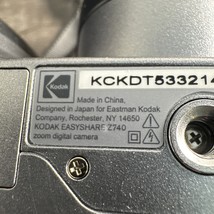 Kodak
KCKDT533214
Made in China,
Designed in Japan for Eastman Kodak
Company, Rochester, NY 14650
KODAK EASYSHARE Z740
zoom digital camera